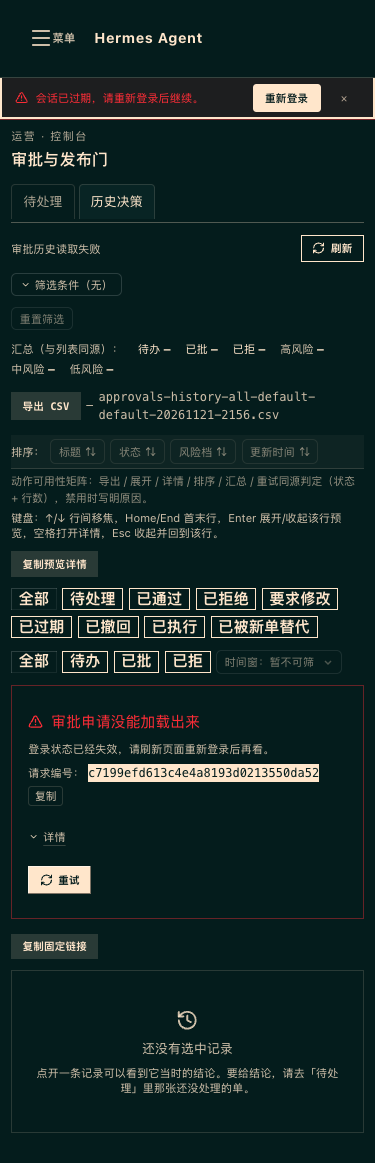 菜单 Hermes Agent
会话已过期，请重新登录后继续。 重新登录 ×
运营 · 控制台
审批与发布门
待处理 历史决策
审批历史读取失败 刷新
筛选条件（无）
重置筛选
汇总（与列表同源）： 待办 — 已批 — 已拒 — 高风险 —
中风险 — 低风险 —
导出 CSV — approvals-history-all-default-
default-20261121-2156.csv
排序： 标题 状态 风险档 更新时间
动作可用性矩阵：导出 / 展开 / 详情 / 排序 / 汇总 / 重试同源判定（状态
+ 行数），禁用时写明原因。
键盘：↑/↓ 行间移焦，Home/End 首末行，Enter 展开/收起该行预
览，空格打开详情，Esc 收起并回到该行。
复制预览详情
全部 待处理 已通过 已拒绝 要求修改
已过期 已撤回 已执行 已被新单替代
全部 待办 已批 已拒 时间窗：暂不可筛
审批申请没能加载出来
登录状态已经失效，请刷新页面重新登录后再看。
请求编号： c7199efd613c4e4a8193d0213550da52
复制
详情
重试
复制固定链接
还没有选中记录
点开一条记录可以看到它当时的结论。要给结论，请去「待处
理」里那张还没处理的单。